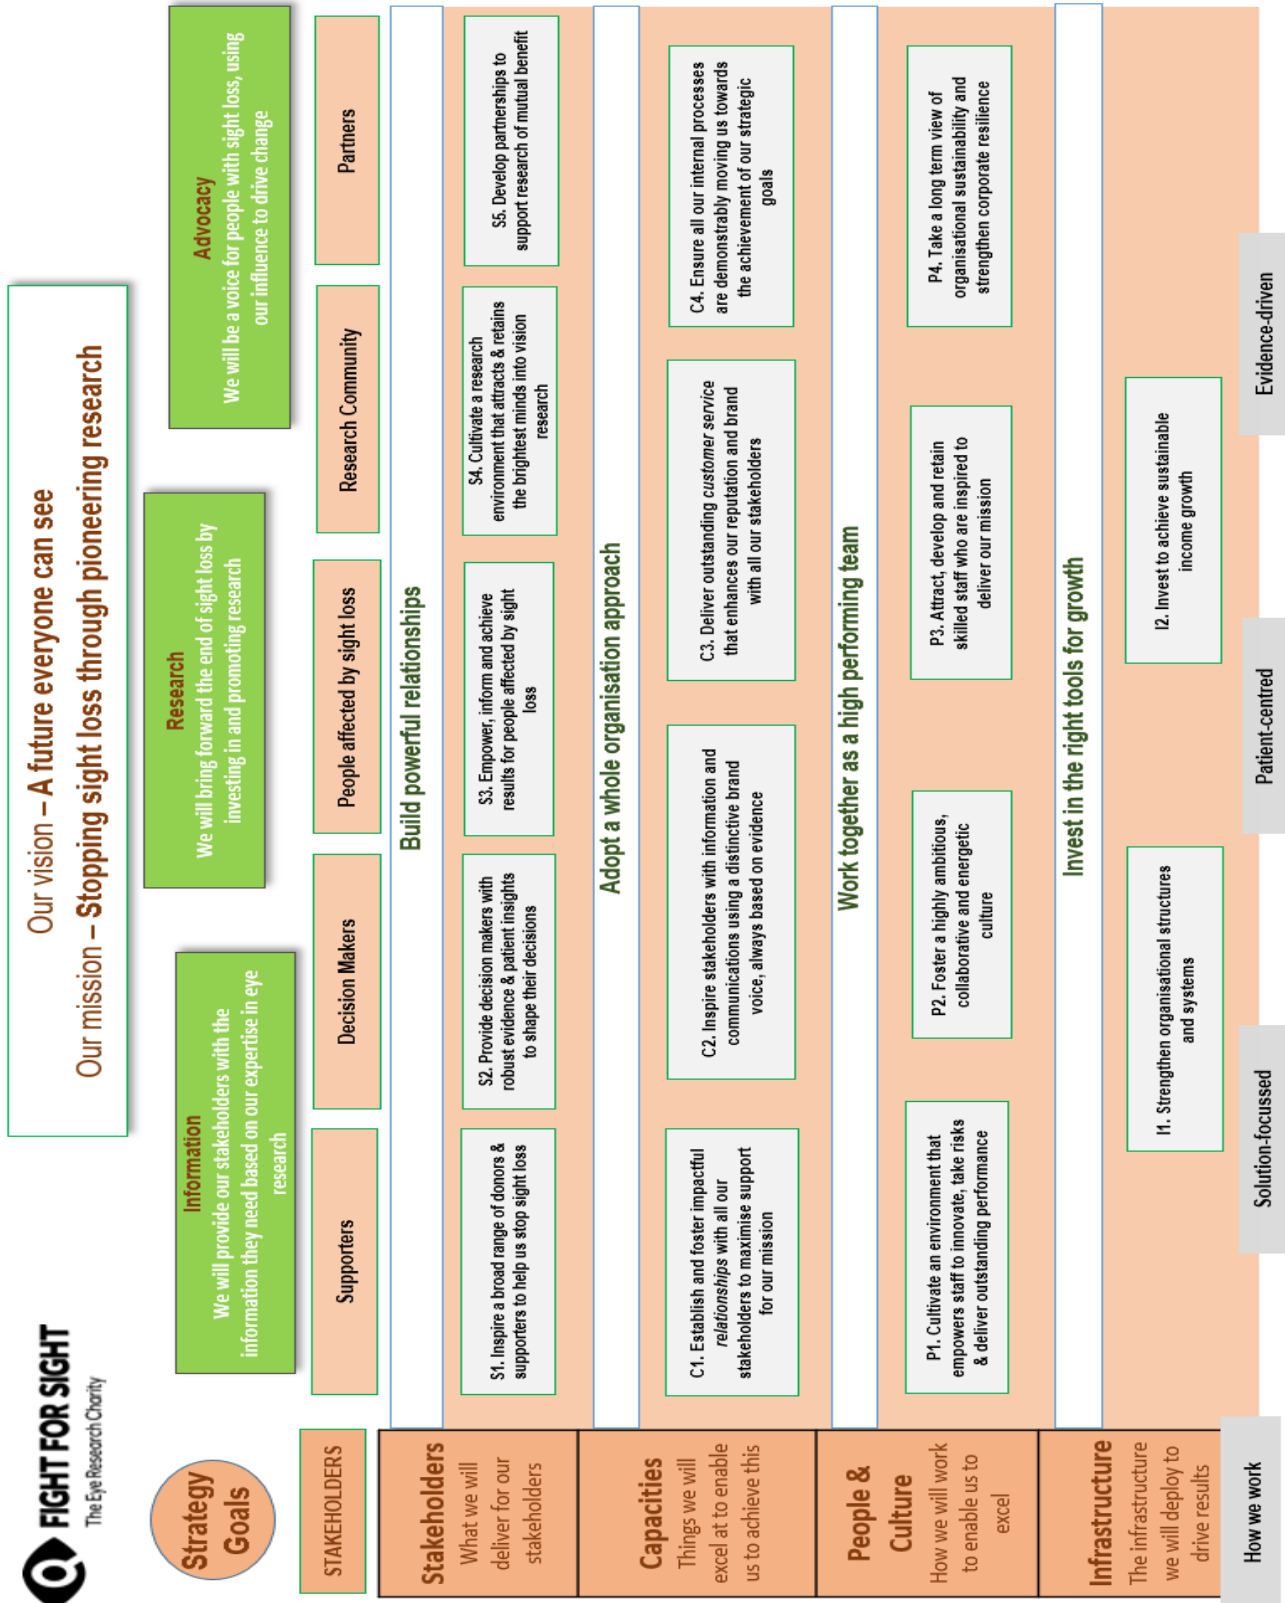 FIGHT FOR SIGHT
The Eye Research Charity
Our vision – A future everyone can see
Our mission – Stopping sight loss through pioneering research
Strategy
Goals
Information
We will provide our stakeholders with the
information they need based on our expertise in eye
research
Research
We will bring forward the end of sight loss by
investing in and promoting research
Advocacy
We will be a voice for people with sight loss, using
our influence to drive change
STAKEHOLDERS
Supporters
Decision Makers
People affected by sight loss
Research Community
Partners
Stakeholders
What we will
deliver for our
stakeholders
Build powerful relationships
S1. Inspire a broad range of donors &
supporters to help us stop sight loss
S2. Provide decision makers with
robust evidence & patient insights
to shape their decisions
S3. Empower, inform and achieve
results for people affected by sight
loss
S4. Cultivate a research
environment that attracts & retains
the brightest minds into vision
research
S5. Develop partnerships to
support research of mutual benefit
Capacities
Things we will
excel at to enable
us to achieve this
Adopt a whole organisation approach
C1. Establish and foster impactful
relationships with all our
stakeholders to maximise support
for our mission
C2. Inspire stakeholders with information and
communications using a distinctive brand
voice, always based on evidence
C3. Deliver outstanding customer service
that enhances our reputation and brand
with all our stakeholders
C4. Ensure all our internal processes
are demonstrably moving us towards
the achievement of our strategic
goals
People &
Culture
How we will work
to enable us to
excel
Work together as a high performing team
P1. Cultivate an environment that
empowers staff to innovate, take risks
& deliver outstanding performance
P2. Foster a highly ambitious,
collaborative and energetic
culture
P3. Attract, develop and retain
skilled staff who are inspired to
deliver our mission
P4. Take a long term view of
organisational sustainability and
strengthen corporate resilience
Infrastructure
The infrastructure
we will deploy to
drive results
Invest in the right tools for growth
I1. Strengthen organisational structures
and systems
I2. Invest to achieve sustainable
income growth
How we work
Solution-focussed
Patient-centred
Evidence-driven